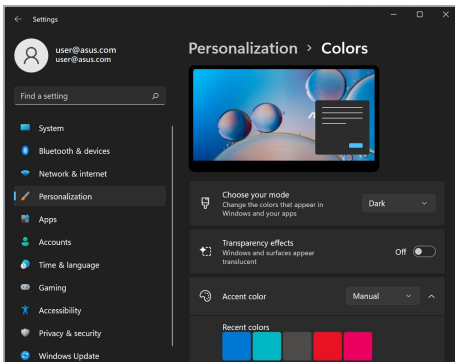 Settings
user@asus.com
user@asus.com
Find a setting
System
Bluetooth & devices
Network & internet
Personalization
Apps
Accounts
Time & language
Gaming
Accessibility
Privacy & security
Windows Update
Personalization > Colors
Choose your mode
Change the colors that appear in
Windows and your apps
Dark
Transparency effects
Windows and surfaces appear
translucent
Off
Accent color
Manual
Recent colors